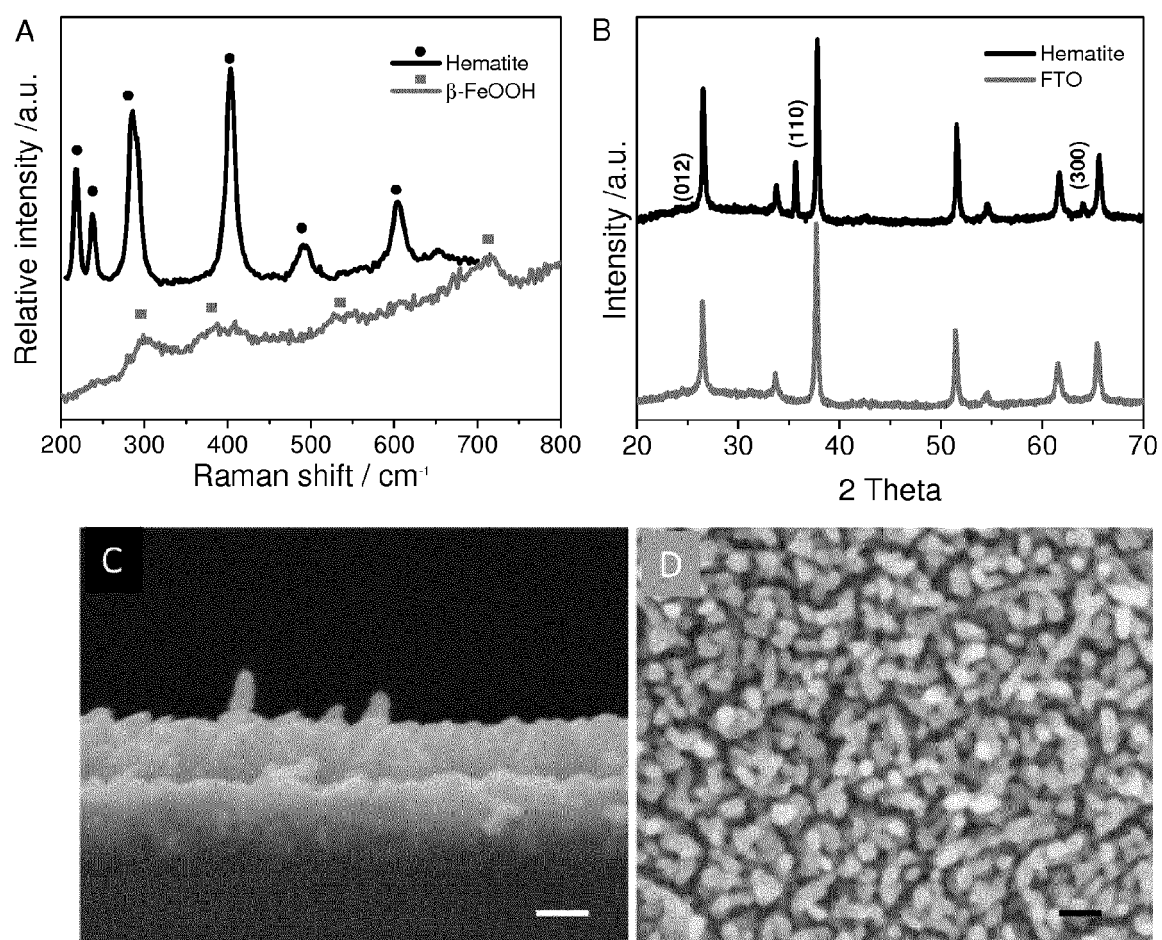 A
Hematite
β-FeOOH
Relative intensity /a.u.
200 300 400 500 600 700 800
Raman shift / cm⁻¹
B
Hematite
FTO
(012)
(110)
(300)
Intensity /a.u.
20 30 40 50 60 70
2 Theta
C
D